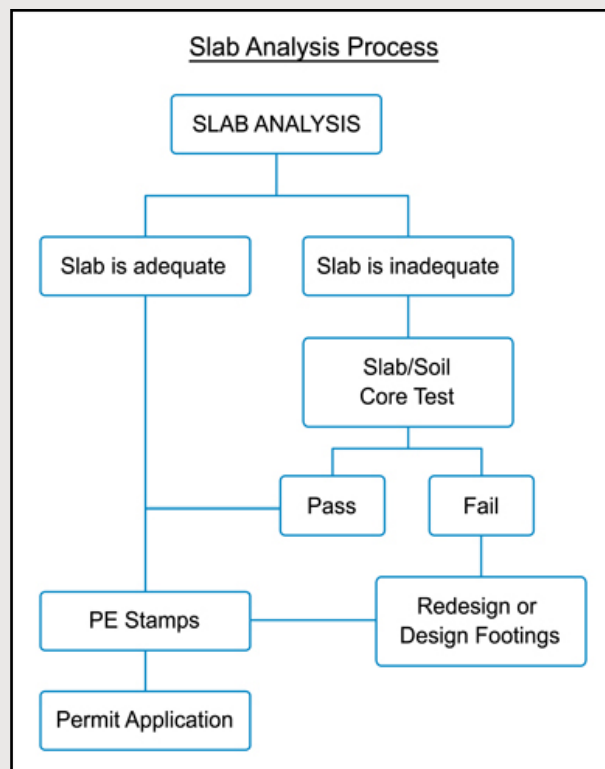 Slab Analysis Process
SLAB ANALYSIS
Slab is adequate
Slab is inadequate
Slab/Soil
Core Test
Pass
Fail
PE Stamps
Redesign or
Design Footings
Permit Application